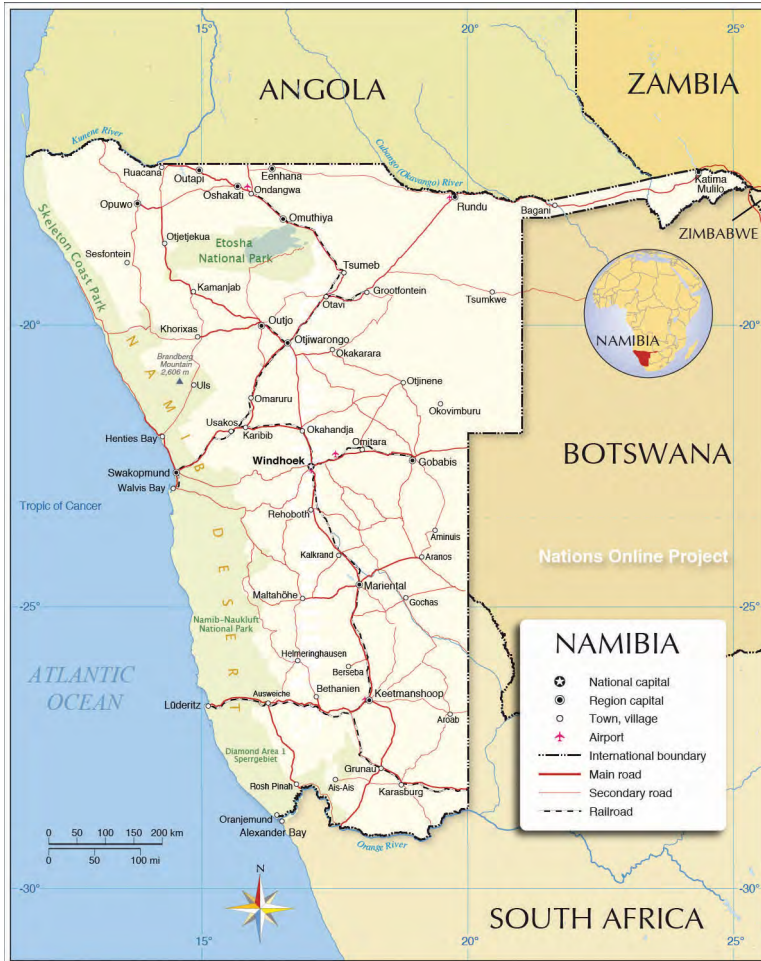 15°
20°
25°
ANGOLA
ZAMBIA
Kunene River
Cubango (Okavango) River
Ruacana
Outapi
Eenhana
Oshakati
Ondangwa
Opuwo
Omuthiya
Rundu
Bagani
Katima
Mulilo
ZIMBABWE
Skeleton Coast Park
Sesfontein
Otjetjekua
Etosha
National Park
Tsumeb
Kamanjab
Otavi
Grootfontein
Tsumkwe
-20°
-20°
Khorixas
Outjo
Otjiwarongo
Okakarara
NAMIBIA
Brandberg
Mountain
2,606 m
Uls
Otjinene
Omaruru
Okovimburu
Usakos
Karibib
Okahandja
Henties Bay
Omitara
BOTSWANA
Windhoek
Gobabis
Swakopmund
Walvis Bay
NAMIB DESERT
Tropic of Cancer
Rehoboth
Aminuis
Kalkrand
Aranos
Nations Online Project
Mariental
Maltahöhe
Gochas
-25°
-25°
Namib-Naukluft
National Park
Helmeringhausen
Berseba
ATLANTIC
OCEAN
Bethanien
Keetmanshoop
Lüderitz
Ausweiche
Aroab
Diamond Area 1
Sperrgebiet
Grunau
Rosh Pinah
Ais-Ais
Karasburg
Oranjemund
Alexander Bay
Orange River
NAMIBIA
National capital
Region capital
Town, village
Airport
International boundary
Main road
Secondary road
Railroad
0 50 100 150 200 km
0 50 100 mi
N
-30°
-30°
SOUTH AFRICA
15°
20°
25°